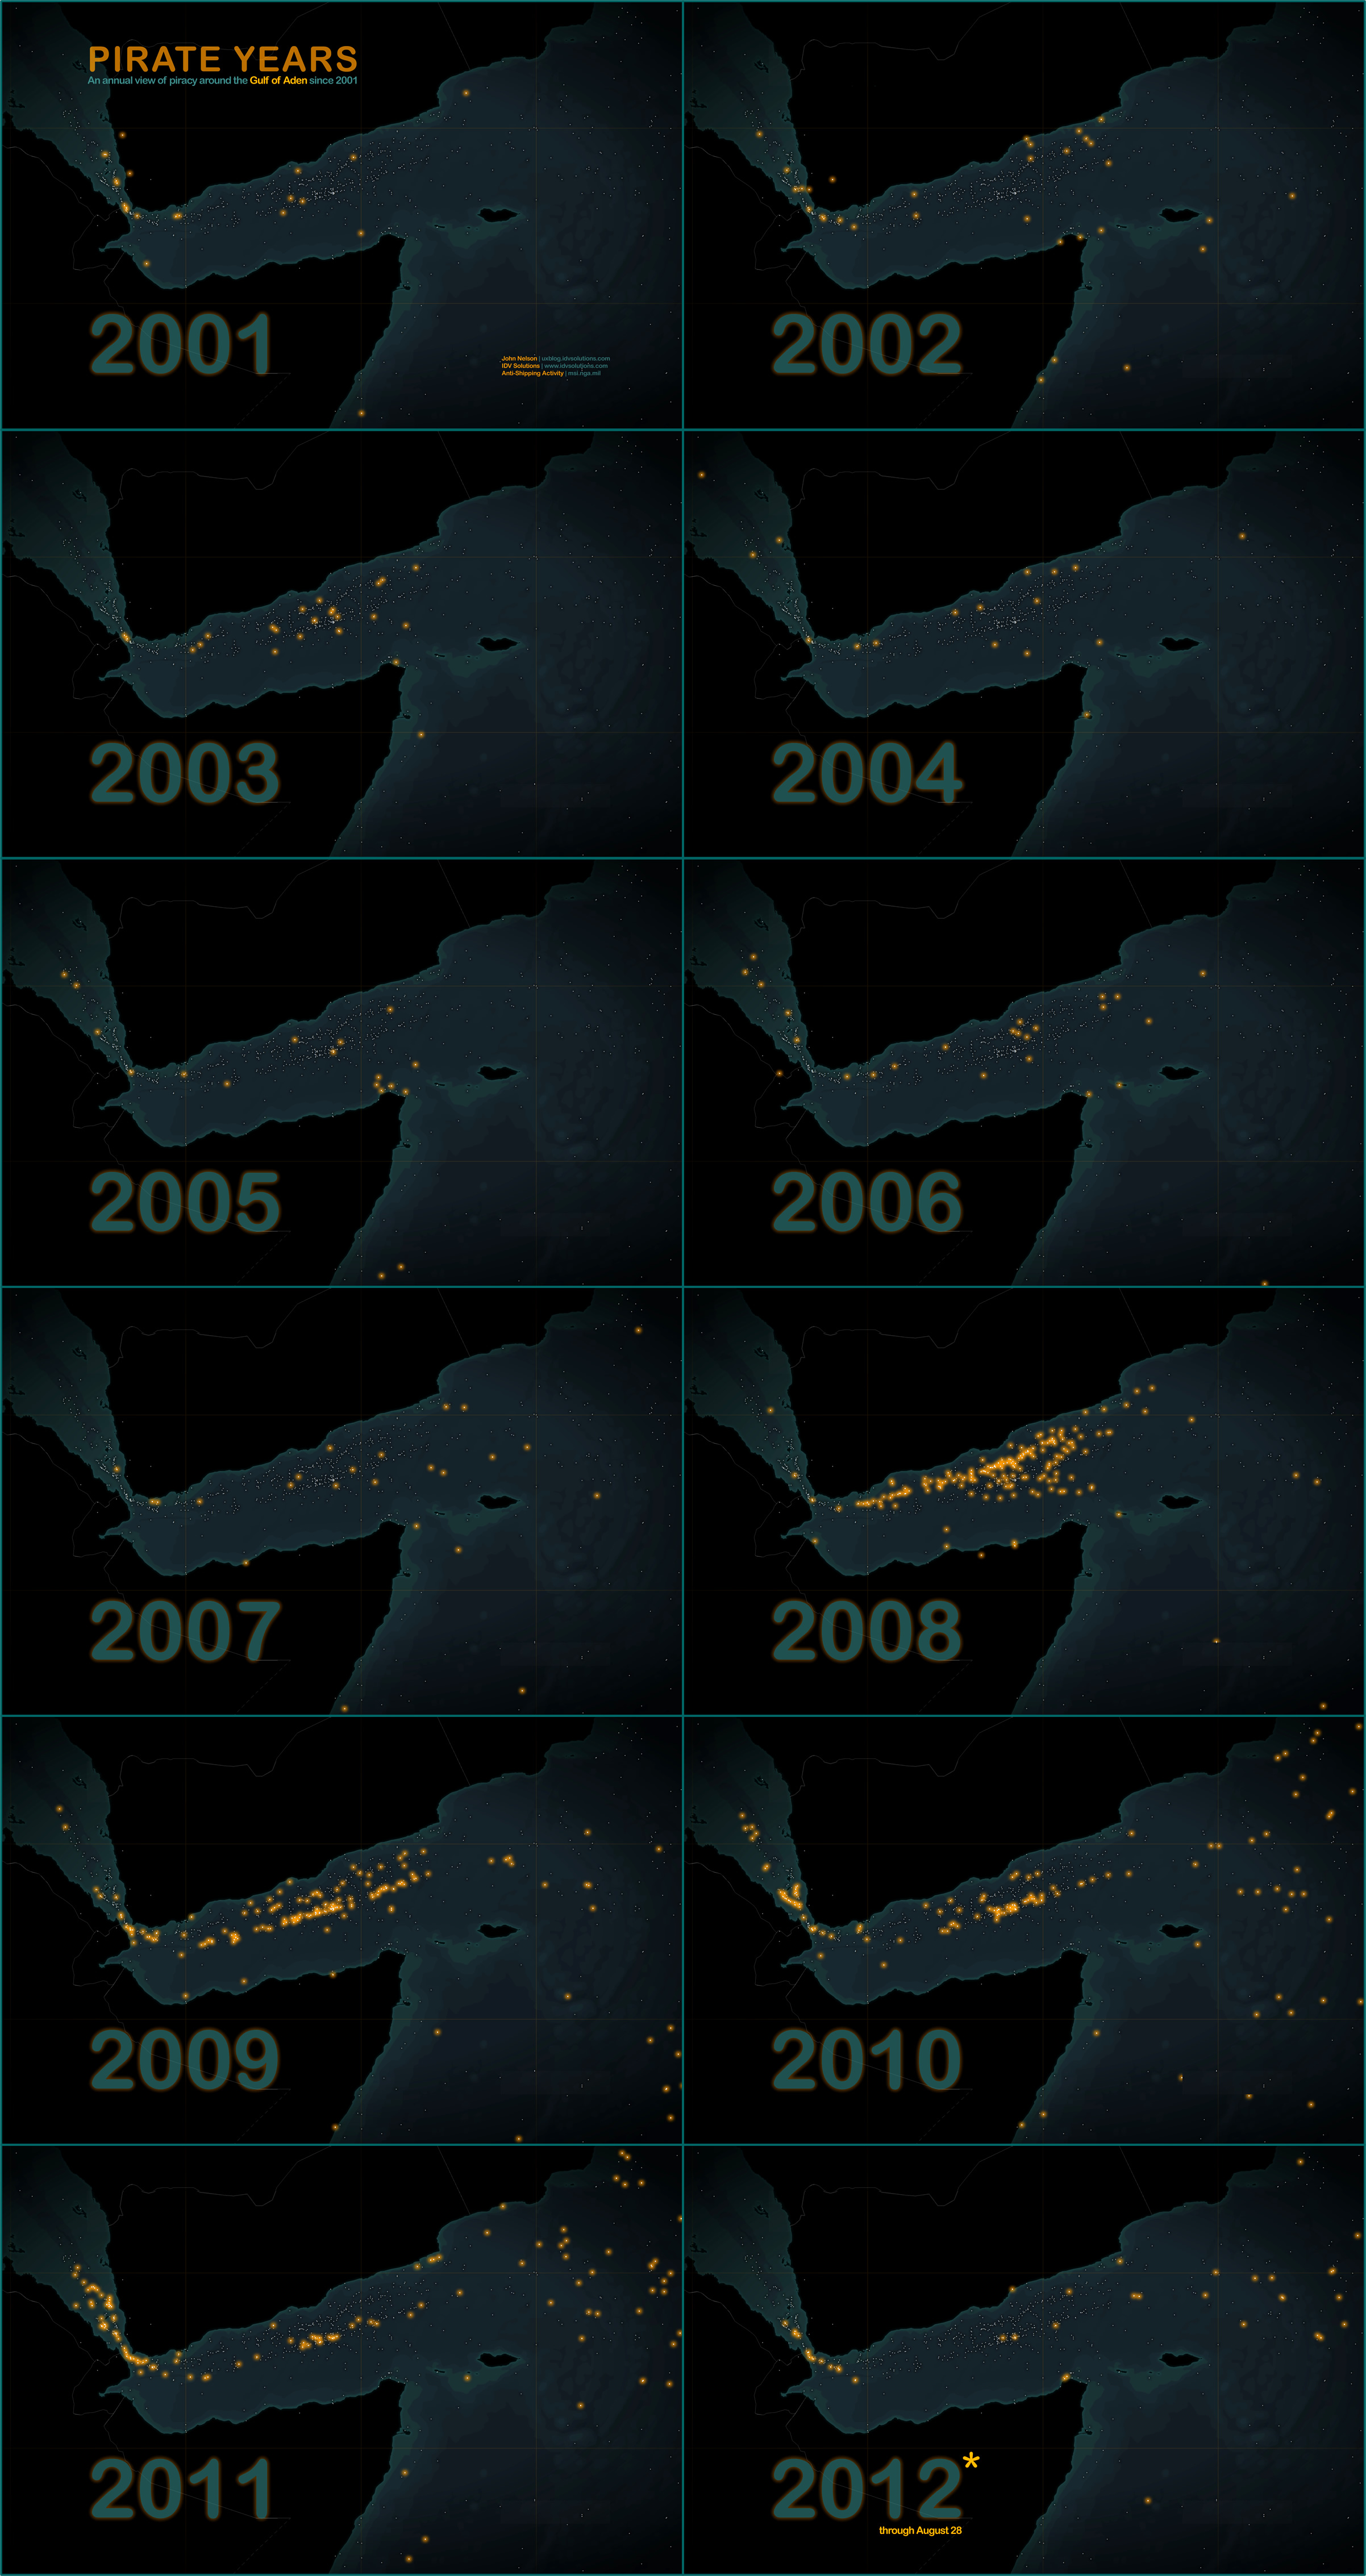 PIRATE YEARS
An annual view of piracy around the Gulf of Aden since 2001
2001
John Nelson | uxblog.idvsolutions.com
IDV Solutions | www.idvsolutions.com
Anti-Shipping Activity | msi.nga.mil
2002
2003
2004
2005
2006
2007
2008
2009
2010
2011
2012*
through August 28